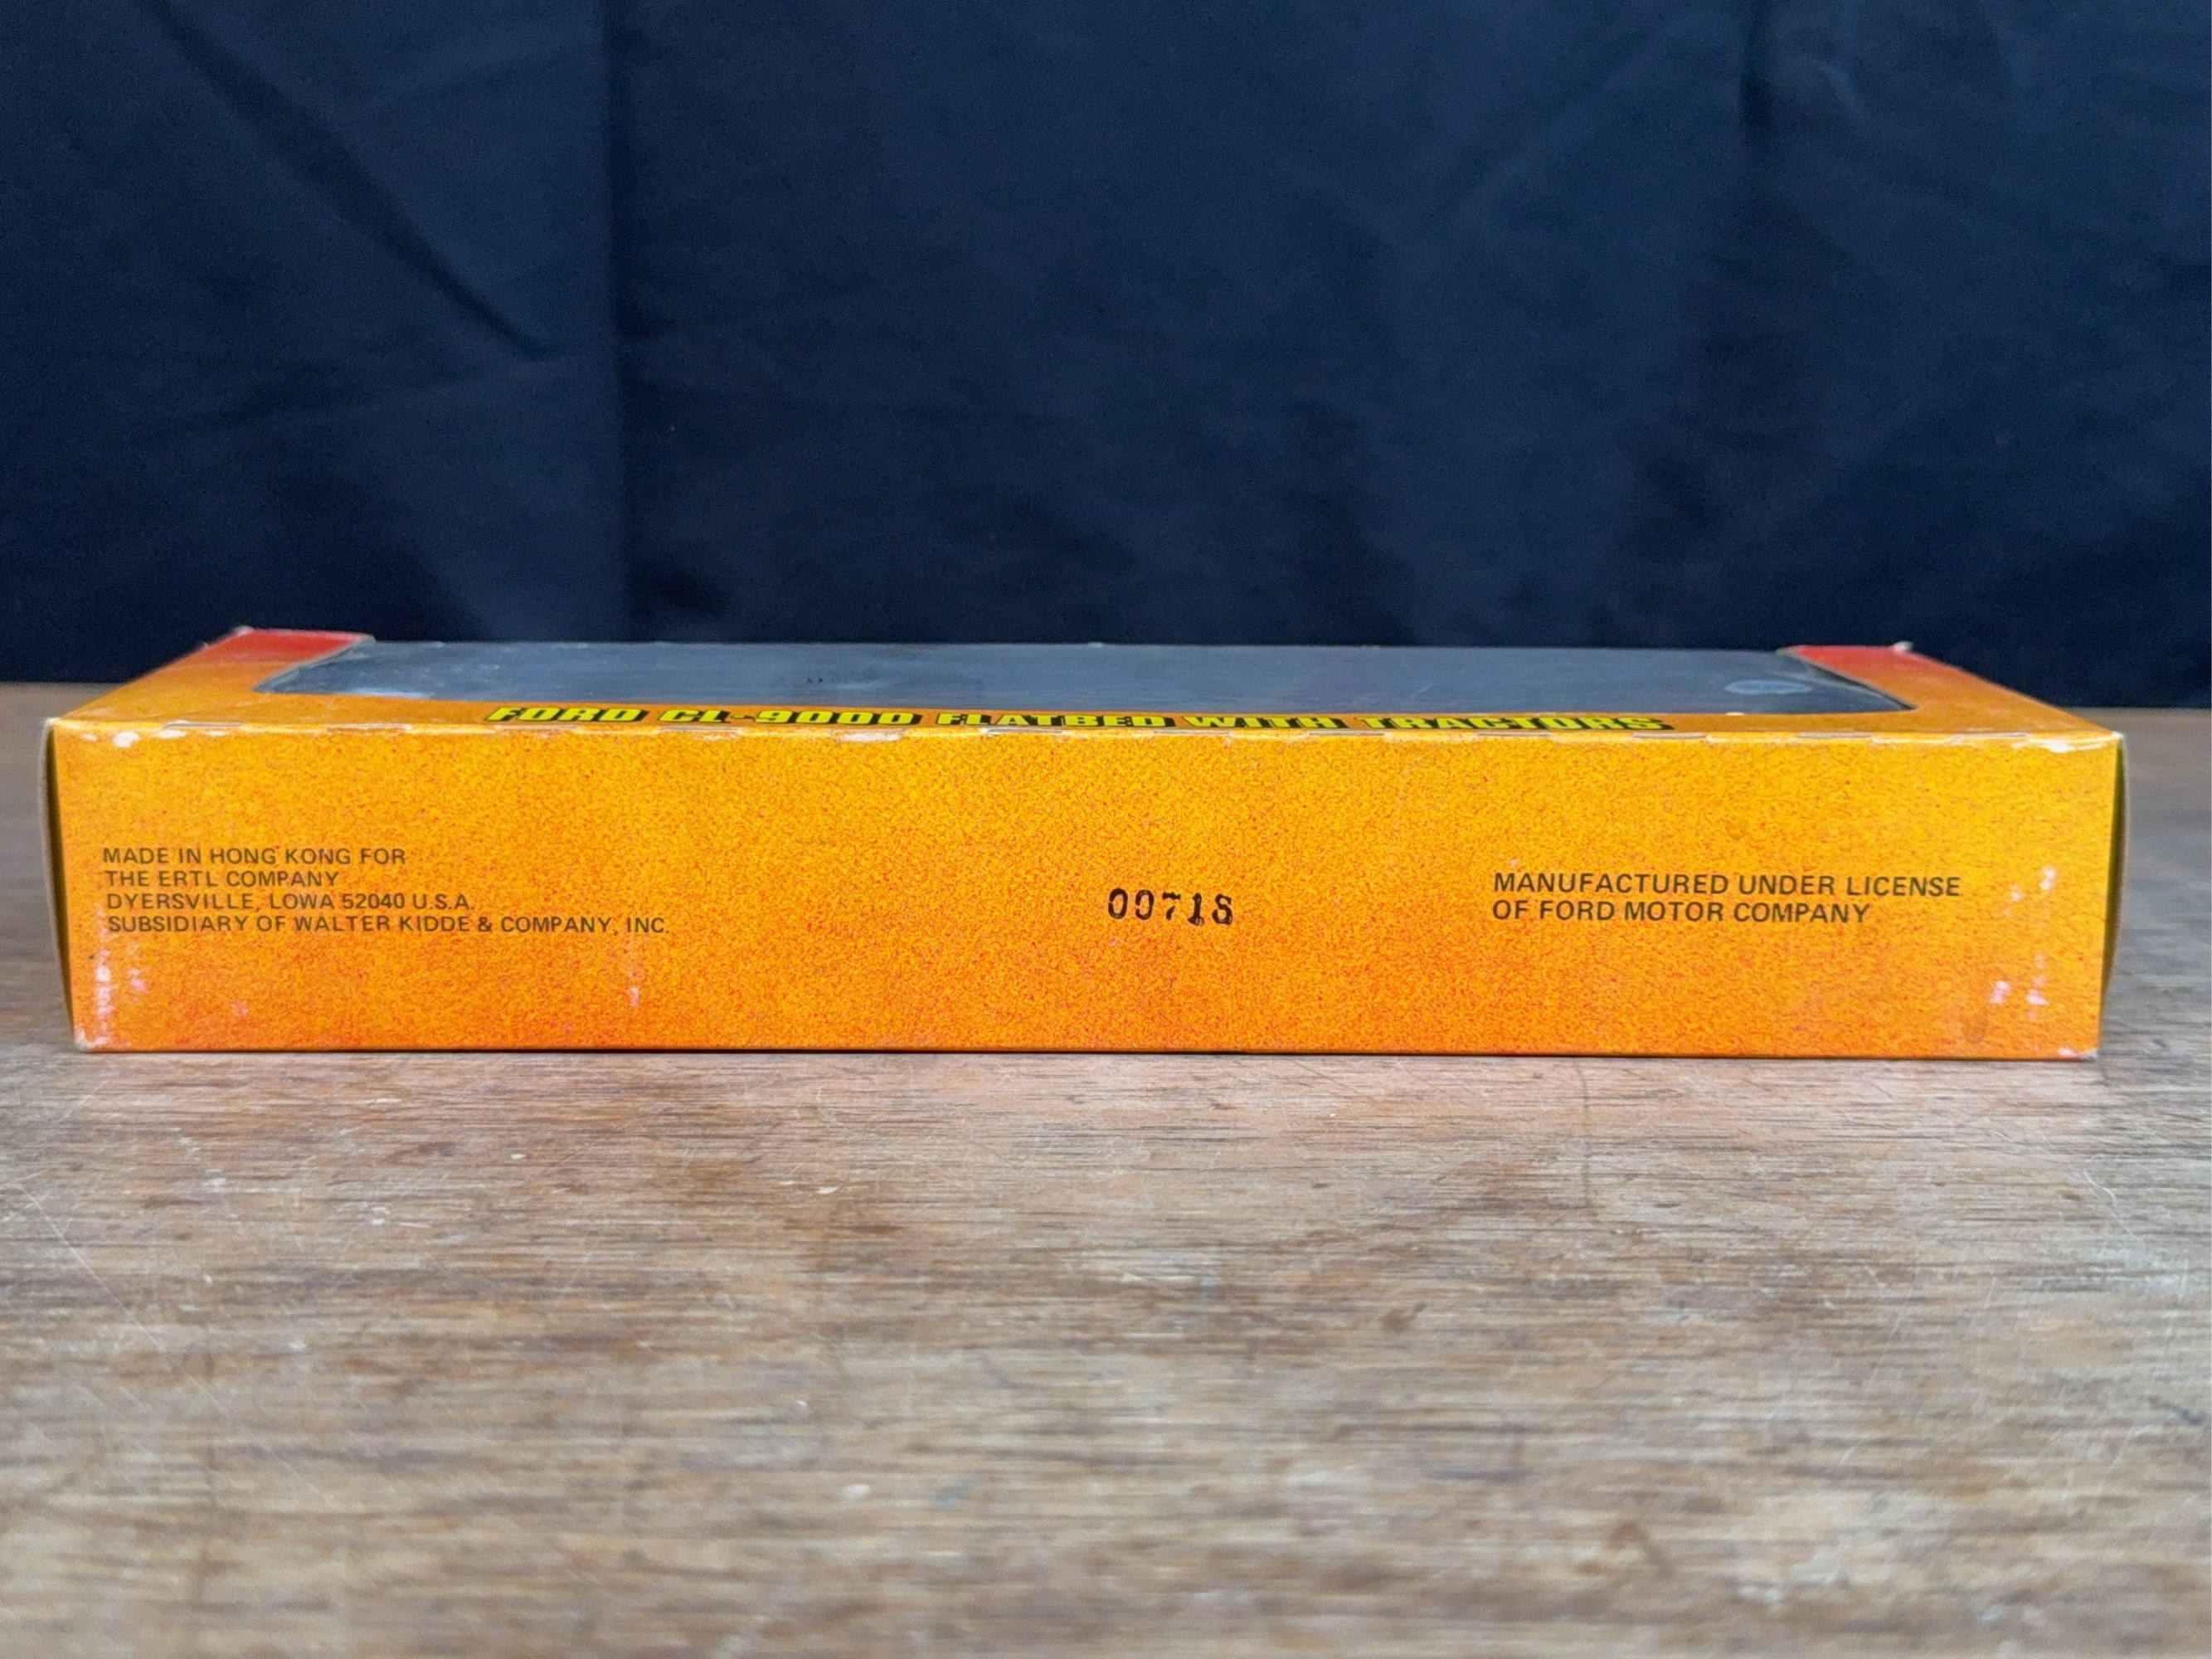 FORD CL-9000 FLATBED WITH TRACTORS
MADE IN HONG KONG FOR
THE ERTL COMPANY
DYERSVILLE, LOWA 52040 U.S.A.
SUBSIDIARY OF WALTER KIDDE & COMPANY, INC.
00718
MANUFACTURED UNDER LICENSE
OF FORD MOTOR COMPANY